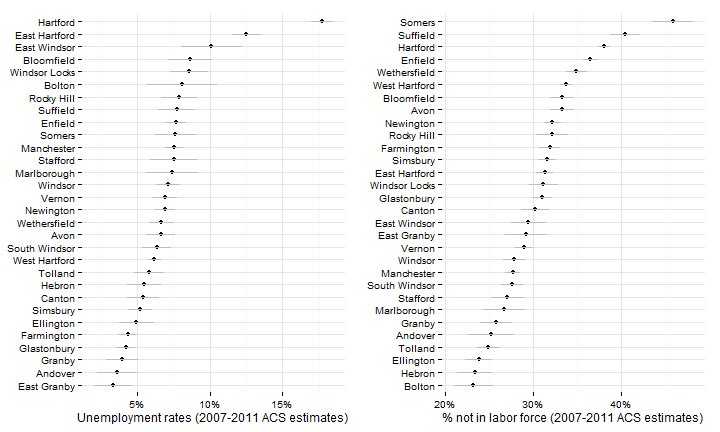 Hartford
East Hartford
East Windsor
Bloomfield
Windsor Locks
Bolton
Rocky Hill
Suffield
Enfield
Somers
Manchester
Stafford
Marlborough
Windsor
Vernon
Newington
Wethersfield
Avon
South Windsor
West Hartford
Tolland
Hebron
Canton
Simsbury
Ellington
Farmington
Glastonbury
Granby
Andover
East Granby
5% 10% 15%
Unemployment rates (2007-2011 ACS estimates)
Somers
Suffield
Hartford
Enfield
Wethersfield
West Hartford
Bloomfield
Avon
Newington
Rocky Hill
Farmington
Simsbury
East Hartford
Windsor Locks
Glastonbury
Canton
East Windsor
East Granby
Vernon
Windsor
Manchester
South Windsor
Stafford
Marlborough
Granby
Andover
Tolland
Ellington
Hebron
Bolton
20% 30% 40%
% not in labor force (2007-2011 ACS estimates)